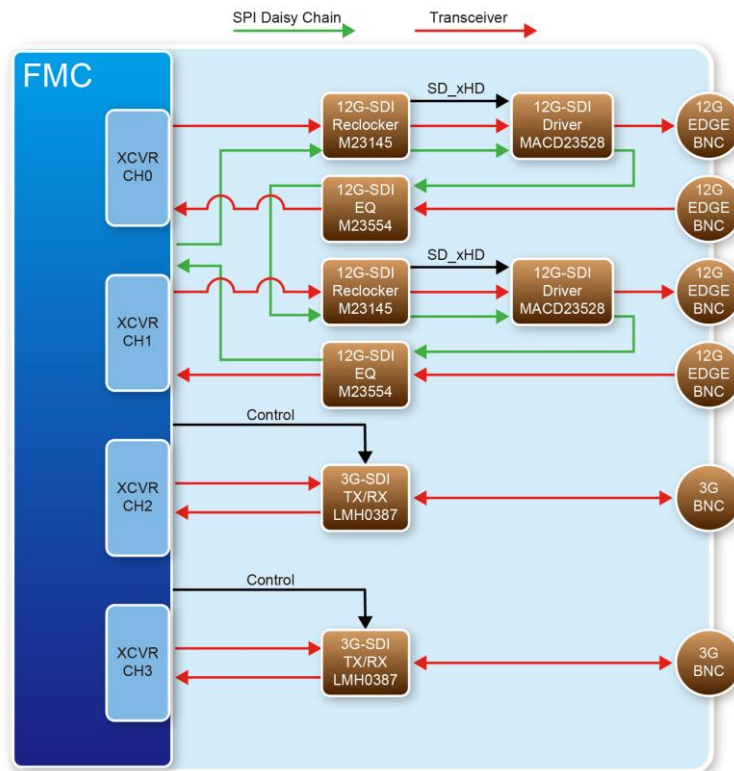 SPI Daisy Chain
Transceiver
FMC
XCVR
CH0
12G-SDI
Reclocker
M23145
SD_xHD
12G-SDI
Driver
MACD23528
12G
EDGE
BNC
12G-SDI
EQ
M23554
12G
EDGE
BNC
XCVR
CH1
12G-SDI
Reclocker
M23145
SD_xHD
12G-SDI
Driver
MACD23528
12G
EDGE
BNC
12G-SDI
EQ
M23554
12G
EDGE
BNC
Control
XCVR
CH2
3G-SDI
TX/RX
LMH0387
3G
BNC
Control
XCVR
CH3
3G-SDI
TX/RX
LMH0387
3G
BNC